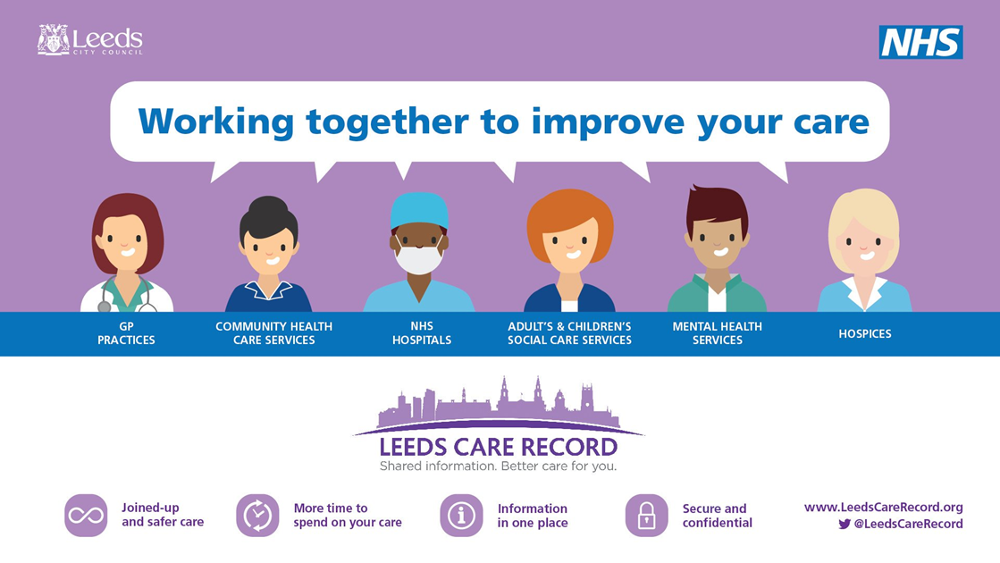 Leeds
CITY COUNCIL
NHS
Working together to improve your care
GP
PRACTICES
COMMUNITY HEALTH
CARE SERVICES
NHS
HOSPITALS
ADULT'S & CHILDREN'S
SOCIAL CARE SERVICES
MENTAL HEALTH
SERVICES
HOSPICES
LEEDS CARE RECORD
Shared information. Better care for you.
Joined-up
and safer care
More time to
spend on your care
Information
in one place
Secure and
confidential
www.LeedsCareRecord.org
@LeedsCareRecord